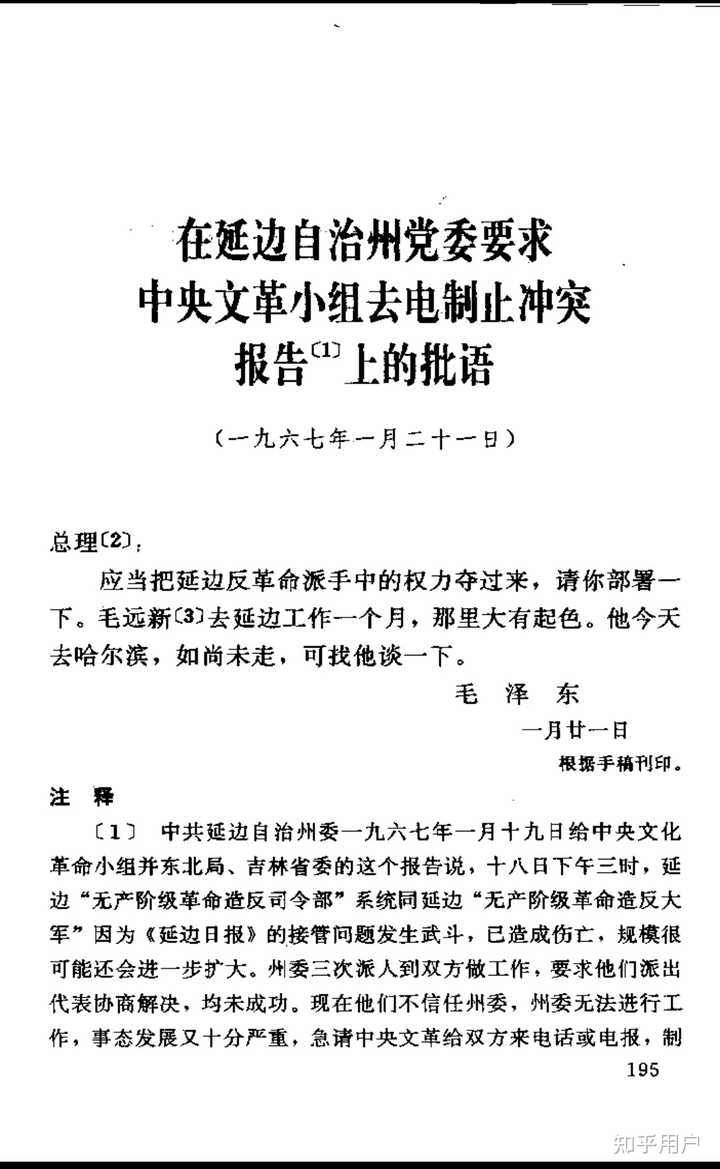 在延边自治州党委要求
中央文革小组去电制止冲突
报告〔1〕上的批语
（一九六七年一月二十一日）
总理〔2〕：
应当把延边反革命派手中的权力夺过来，请你部署一
下。毛远新〔3〕去延边工作一个月，那里大有起色。他今天
去哈尔滨，如尚未走，可找他谈一下。
毛 泽 东
一月廿一日
根据手稿刊印。
注 释
〔1〕 中共延边自治州委一九六七年一月十九日给中央文化
革命小组并东北局、吉林省委的这个报告说，十八日下午三时，延
边“无产阶级革命造反司令部”系统同延边“无产阶级革命造反大
军”因为《延边日报》的接管问题发生武斗，已造成伤亡，规模很
可能还会进一步扩大。州委三次派人到双方做工作，要求他们派出
代表协商解决，均未成功。现在他们不信任州委，州委无法进行工
作，事态发展又十分严重，急请中央文革给双方来电话或电报，制
195
知乎用户